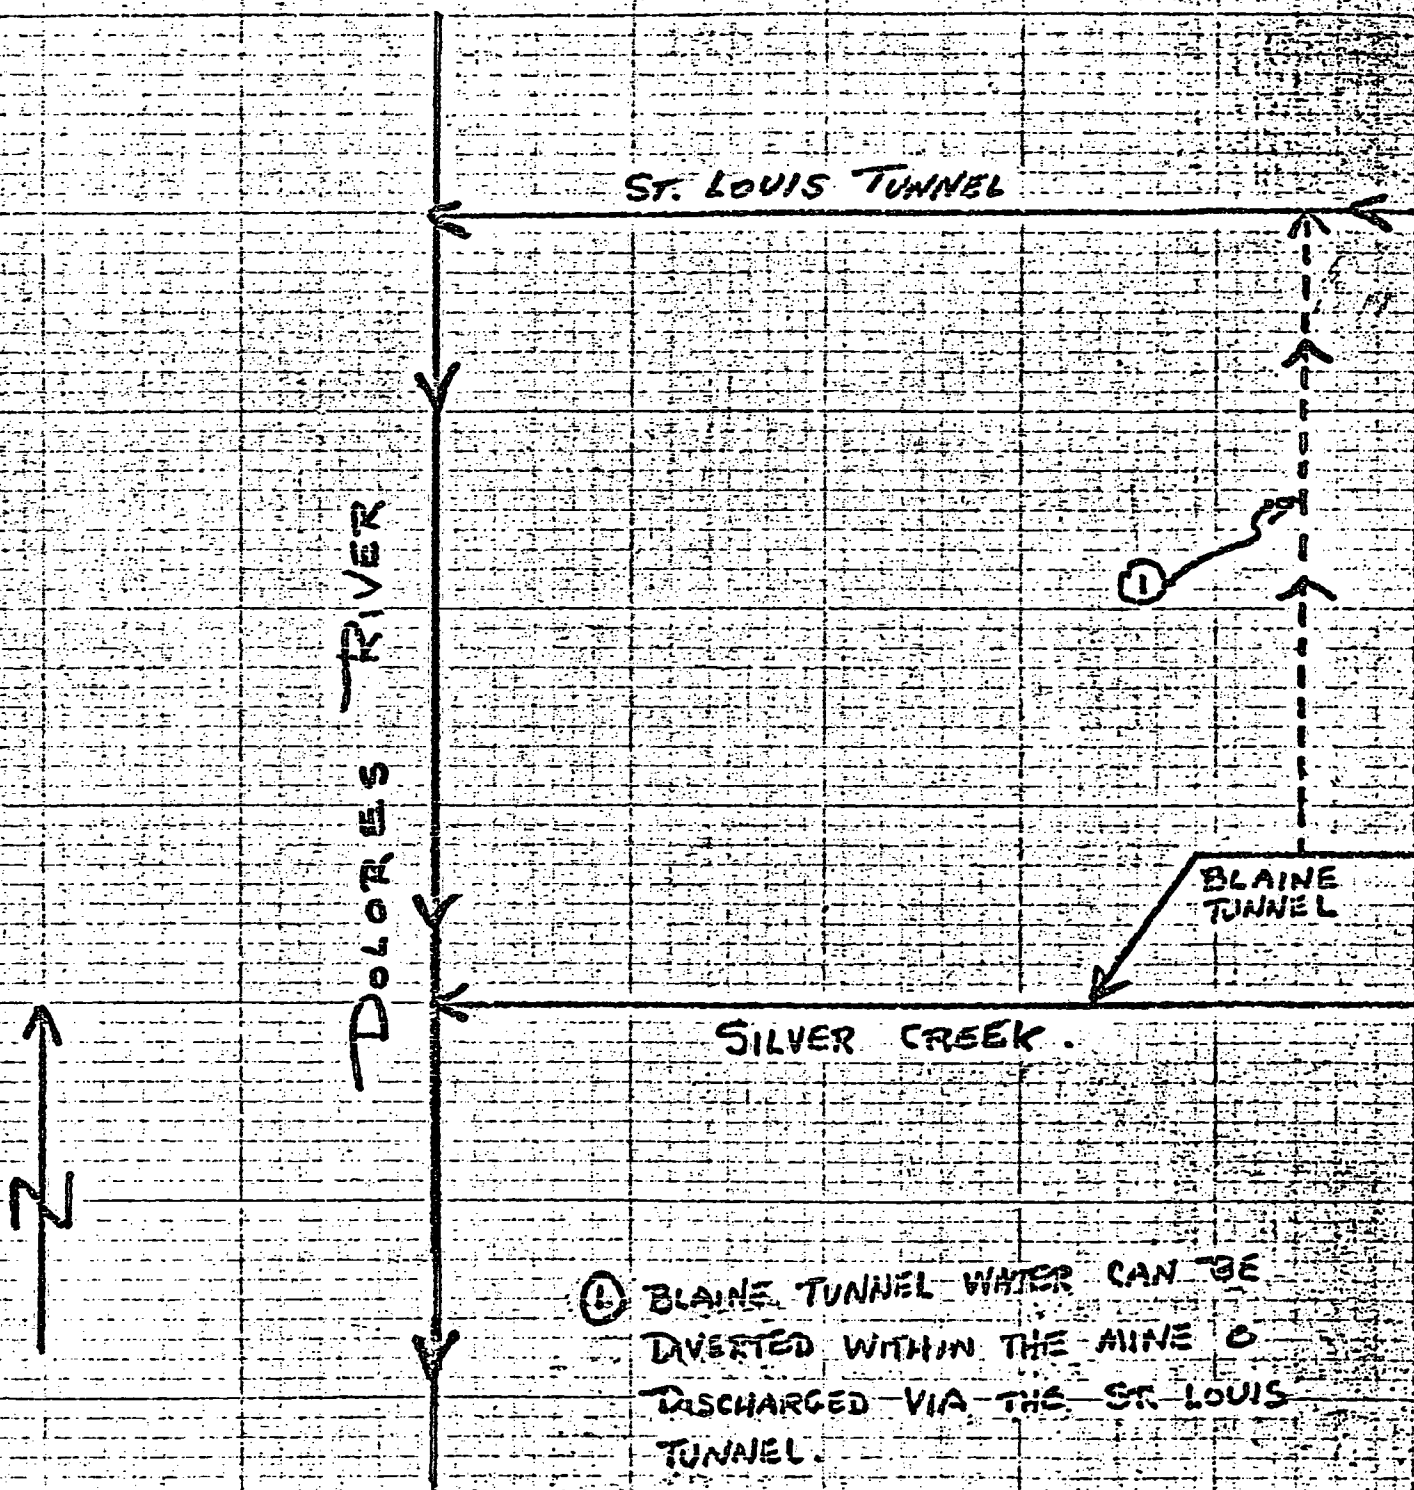 ST. LOUIS TUNNEL
DOLORES RIVER
1
BLAINE
TUNNEL
SILVER CREEK.
N
1 BLAINE TUNNEL WATER CAN BE
DIVERTED WITHIN THE MINE &
DISCHARGED VIA THE ST. LOUIS
TUNNEL.